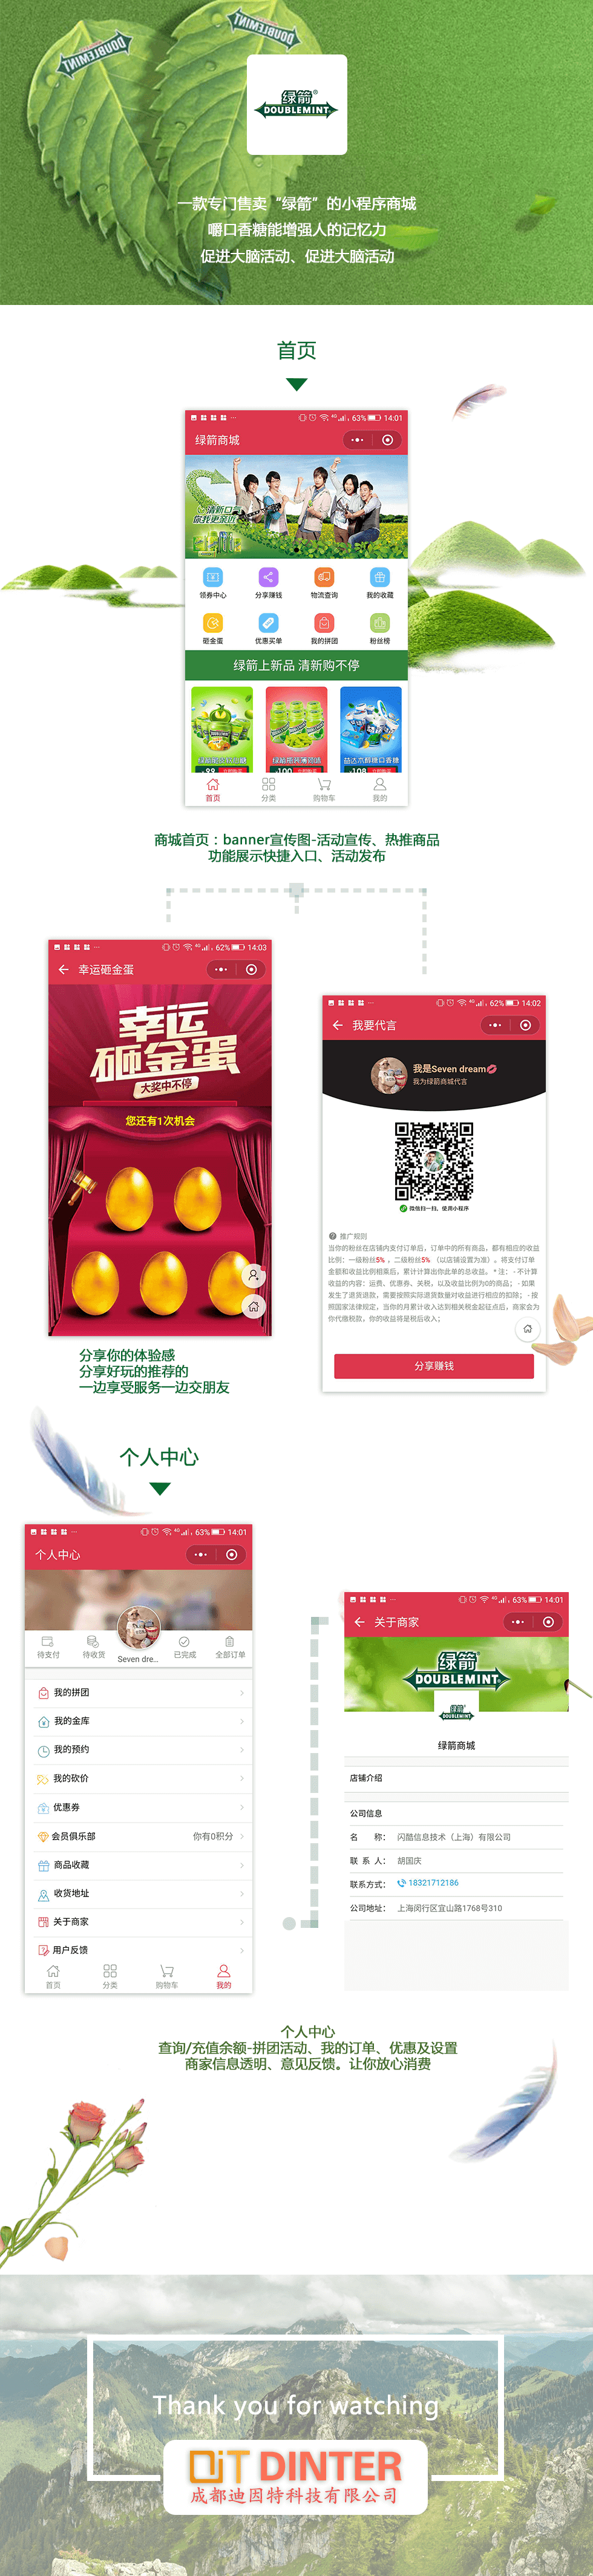 DOUBLEMINT
DOUBLEMINT
绿箭®
DOUBLEMINT
一款专门售卖“绿箭”的小程序商城
嚼口香糖能增强人的记忆力
促进大脑活动、促进大脑活动
首页
63% 14:01
绿箭商城
清新口气
你我更亲近
领券中心 分享赚钱 物流查询 我的收藏
砸金蛋 优惠买单 我的拼团 粉丝榜
绿箭上新品 清新购不停
首页 分类 购物车 我的
商城首页：banner宣传图-活动宣传、热推商品
功能展示快捷入口、活动发布
62% 14:03
幸运砸金蛋
幸运
砸金蛋
大奖中不停
您还有1次机会
62% 14:02
我要代言
我是Seven dream
我为绿箭商城代言
微信扫一扫，使用小程序
推广规则
当你的粉丝在店铺内支付订单后，订单中的所有商品，都有相应的收益
比例：一级粉丝5%，二级粉丝5% （以店铺设置为准）。将支付订单
金额和收益比例相乘后，累计计算出你此单的总收益。 * 注： - 不计算
收益的内容：运费、优惠券、关税，以及收益比例为0的商品； - 如果
发生了退货退款，需要按照实际退货数量对收益进行相应的扣除； - 按
照国家法律规定，当你的月累计收入达到相关税金起征点后，商家会为
你代缴税款，你的收益将是税后收入；
分享赚钱
分享你的体验感
分享好玩的推荐的
一边享受服务一边交朋友
个人中心
63% 14:01
个人中心
待支付 待收货 Seven dre... 已完成 全部订单
我的拼团
我的金库
我的预约
我的砍价
优惠券
会员俱乐部 你有0积分
商品收藏
收货地址
关于商家
用户反馈
首页 分类 购物车 我的
63% 14:01
关于商家
绿箭
DOUBLEMINT
绿箭
DOUBLEMINT
绿箭商城
店铺介绍
公司信息
名 称： 闪酷信息技术（上海）有限公司
联 系 人： 胡国庆
联系方式： 18321712186
公司地址： 上海闵行区宜山路1768号310
个人中心
查询/充值余额-拼团活动、我的订单、优惠及设置
商家信息透明、意见反馈。让你放心消费
Thank you for watching
DIT DINTER
成都迪因特科技有限公司